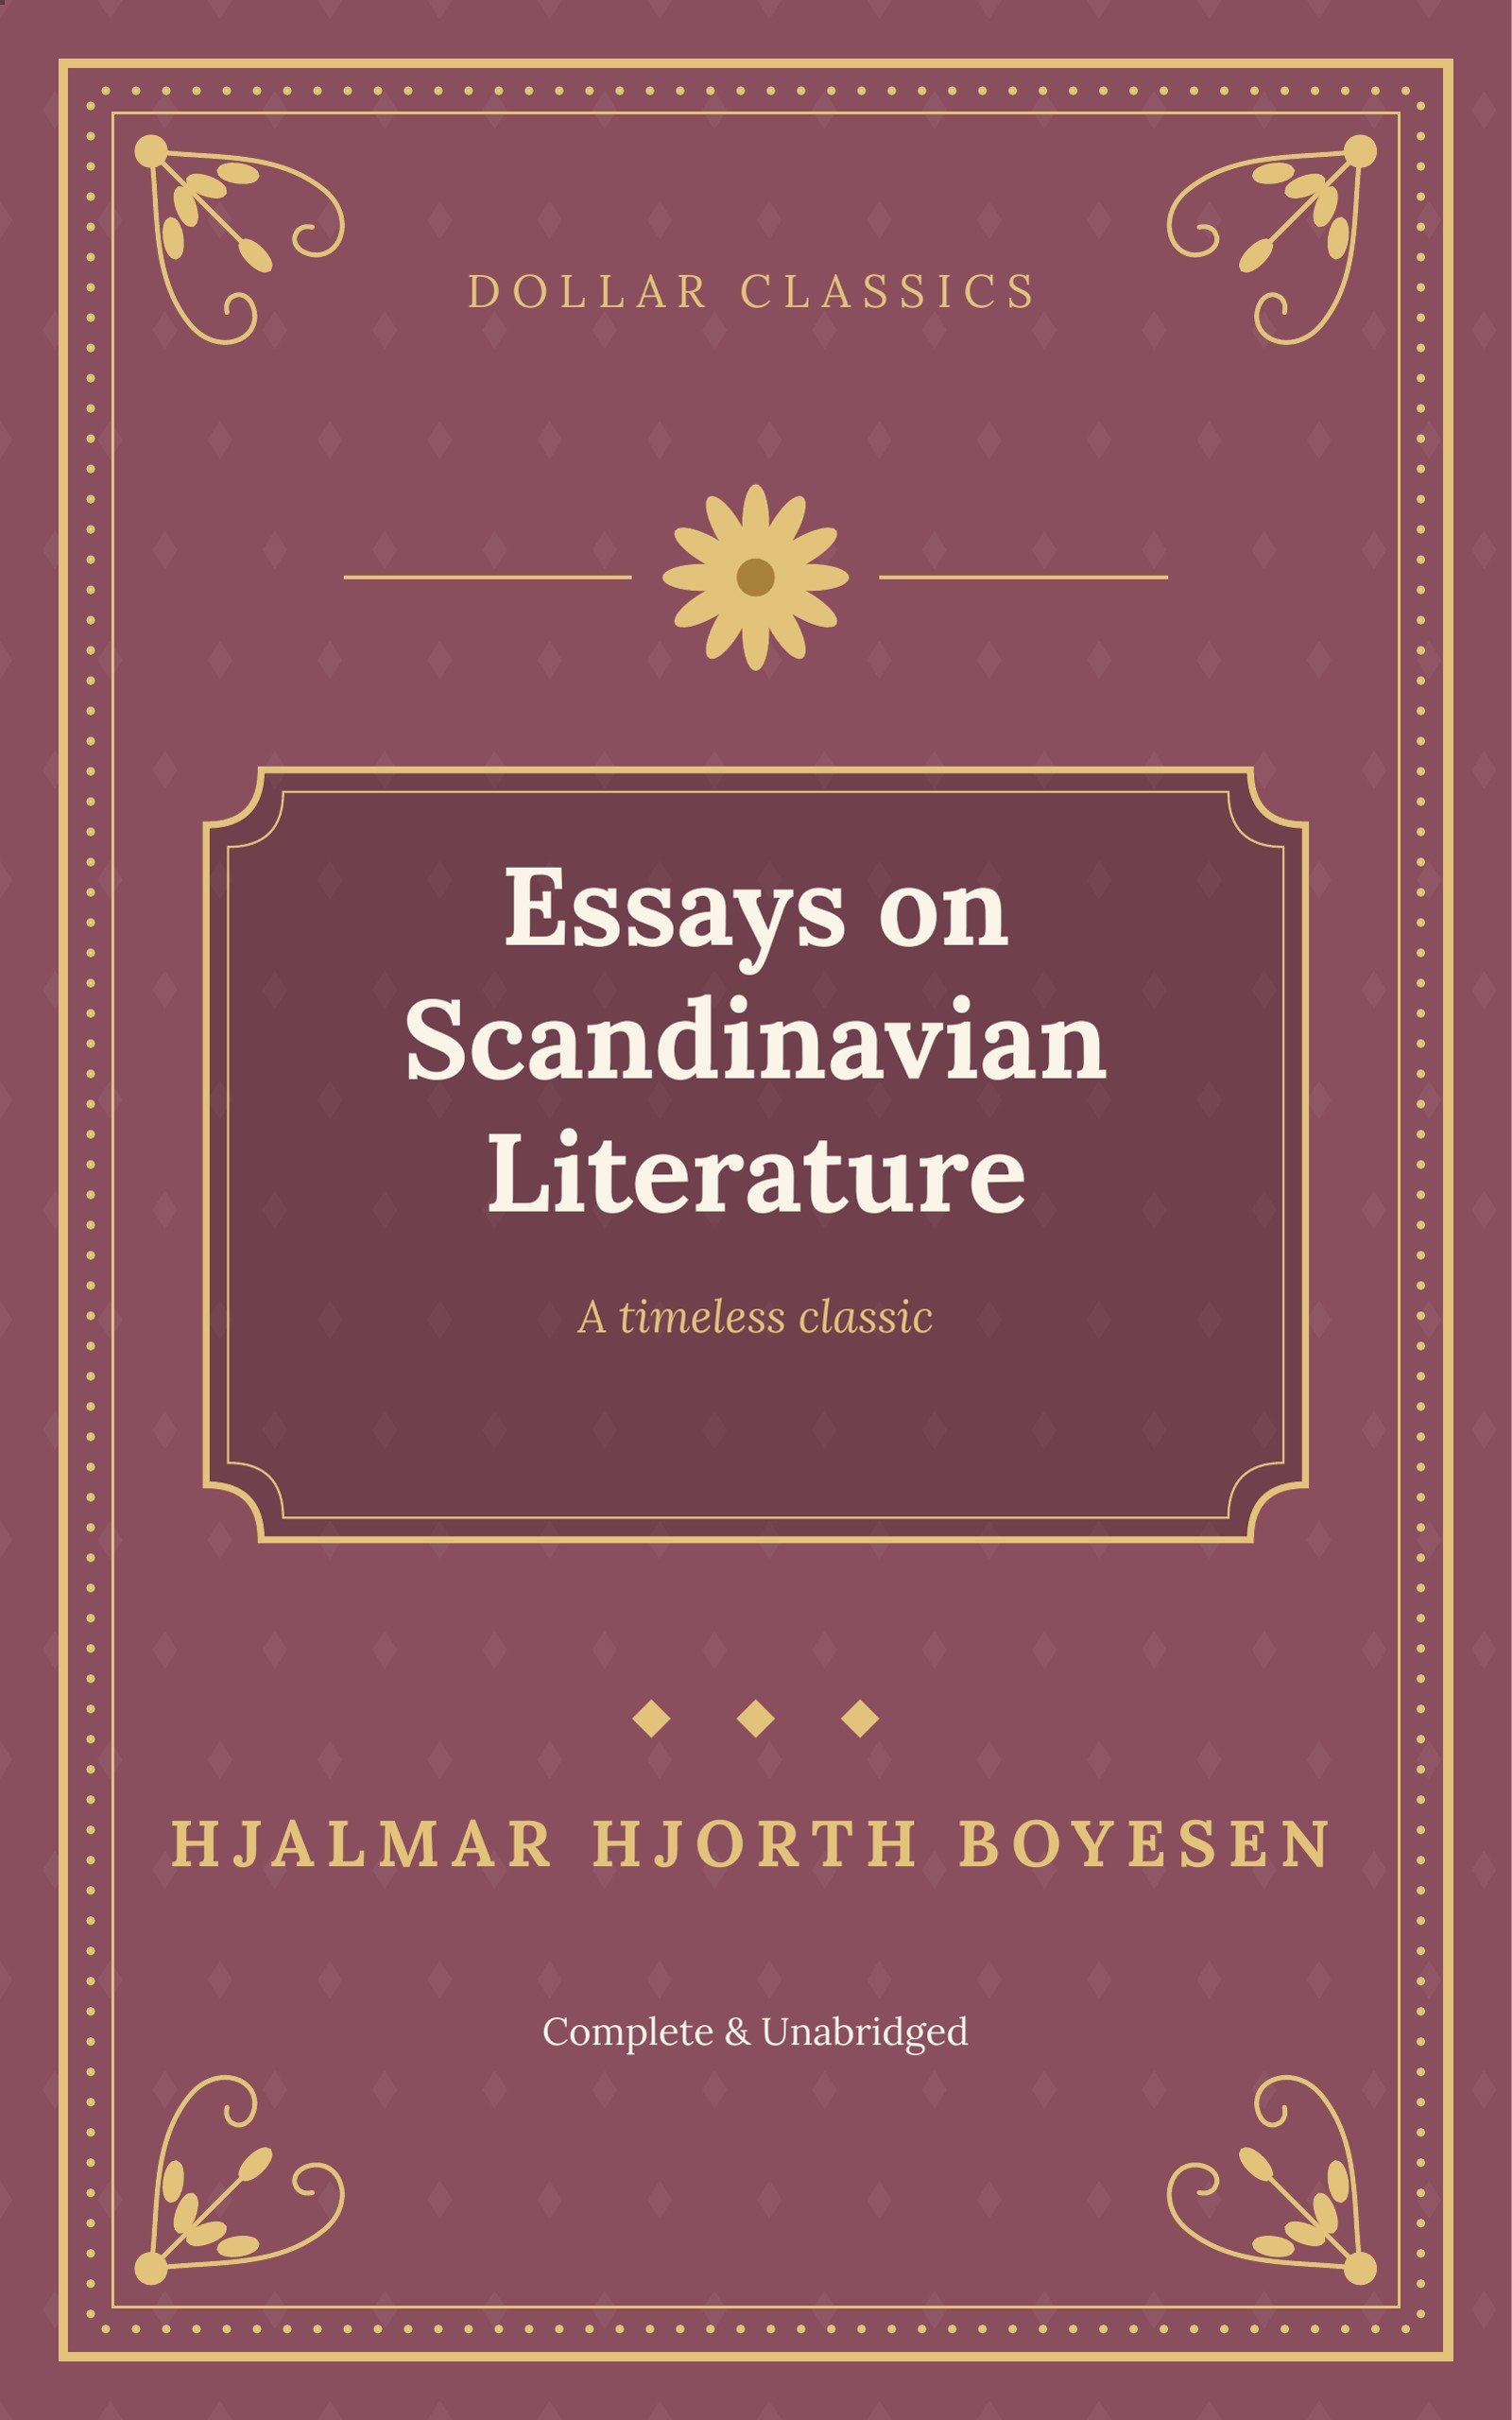 DOLLAR CLASSICS
Essays on
Scandinavian
Literature
A timeless classic
HJALMAR HJORTH BOYESEN
Complete & Unabridged